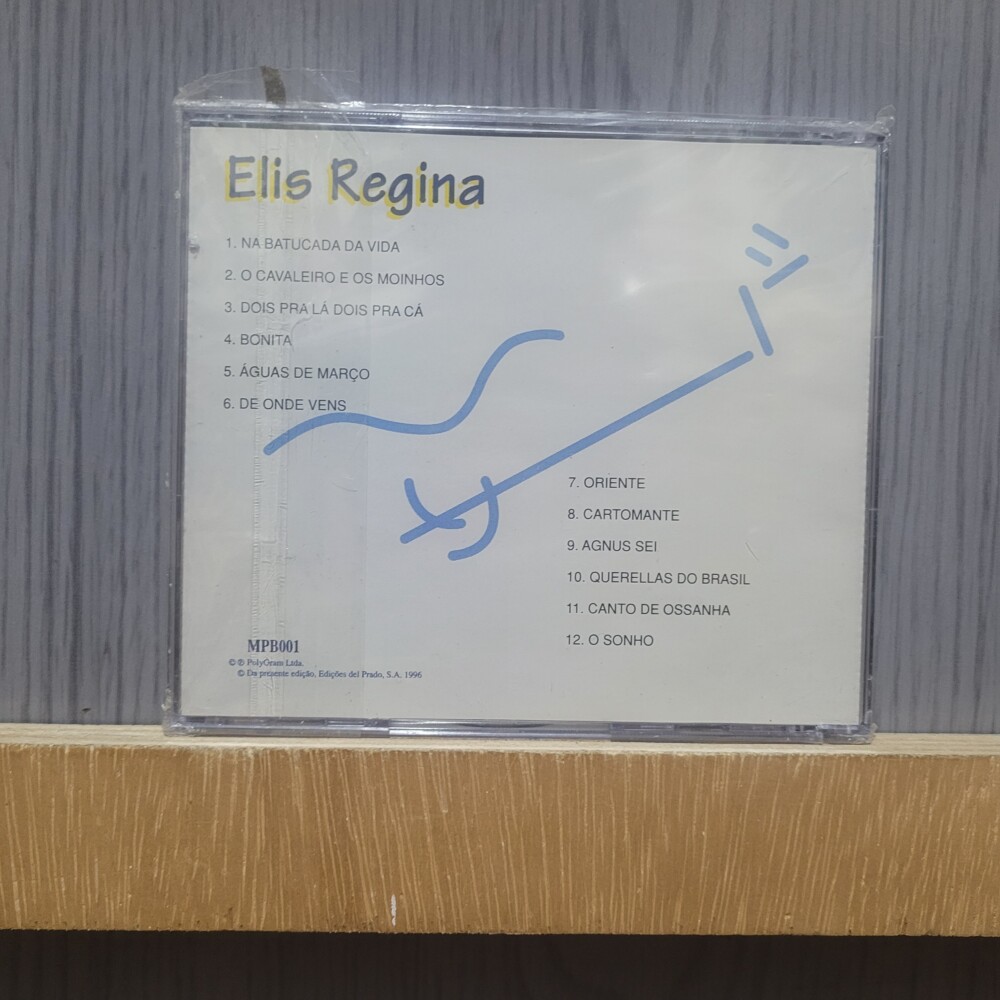 Elis Regina
1. NA BATUCADA DA VIDA
2. O CAVALEIRO E OS MOINHOS
3. DOIS PRA LÁ DOIS PRA CÁ
4. BONITA
5. ÁGUAS DE MARÇO
6. DE ONDE VENS
7. ORIENTE
8. CARTOMANTE
9. AGNUS SEI
10. QUERELLAS DO BRASIL
11. CANTO DE OSSANHA
12. O SONHO
MPB001
© ℗ PolyGram Ltda.
© Da presente edição, Edições del Prado, S.A. 1996